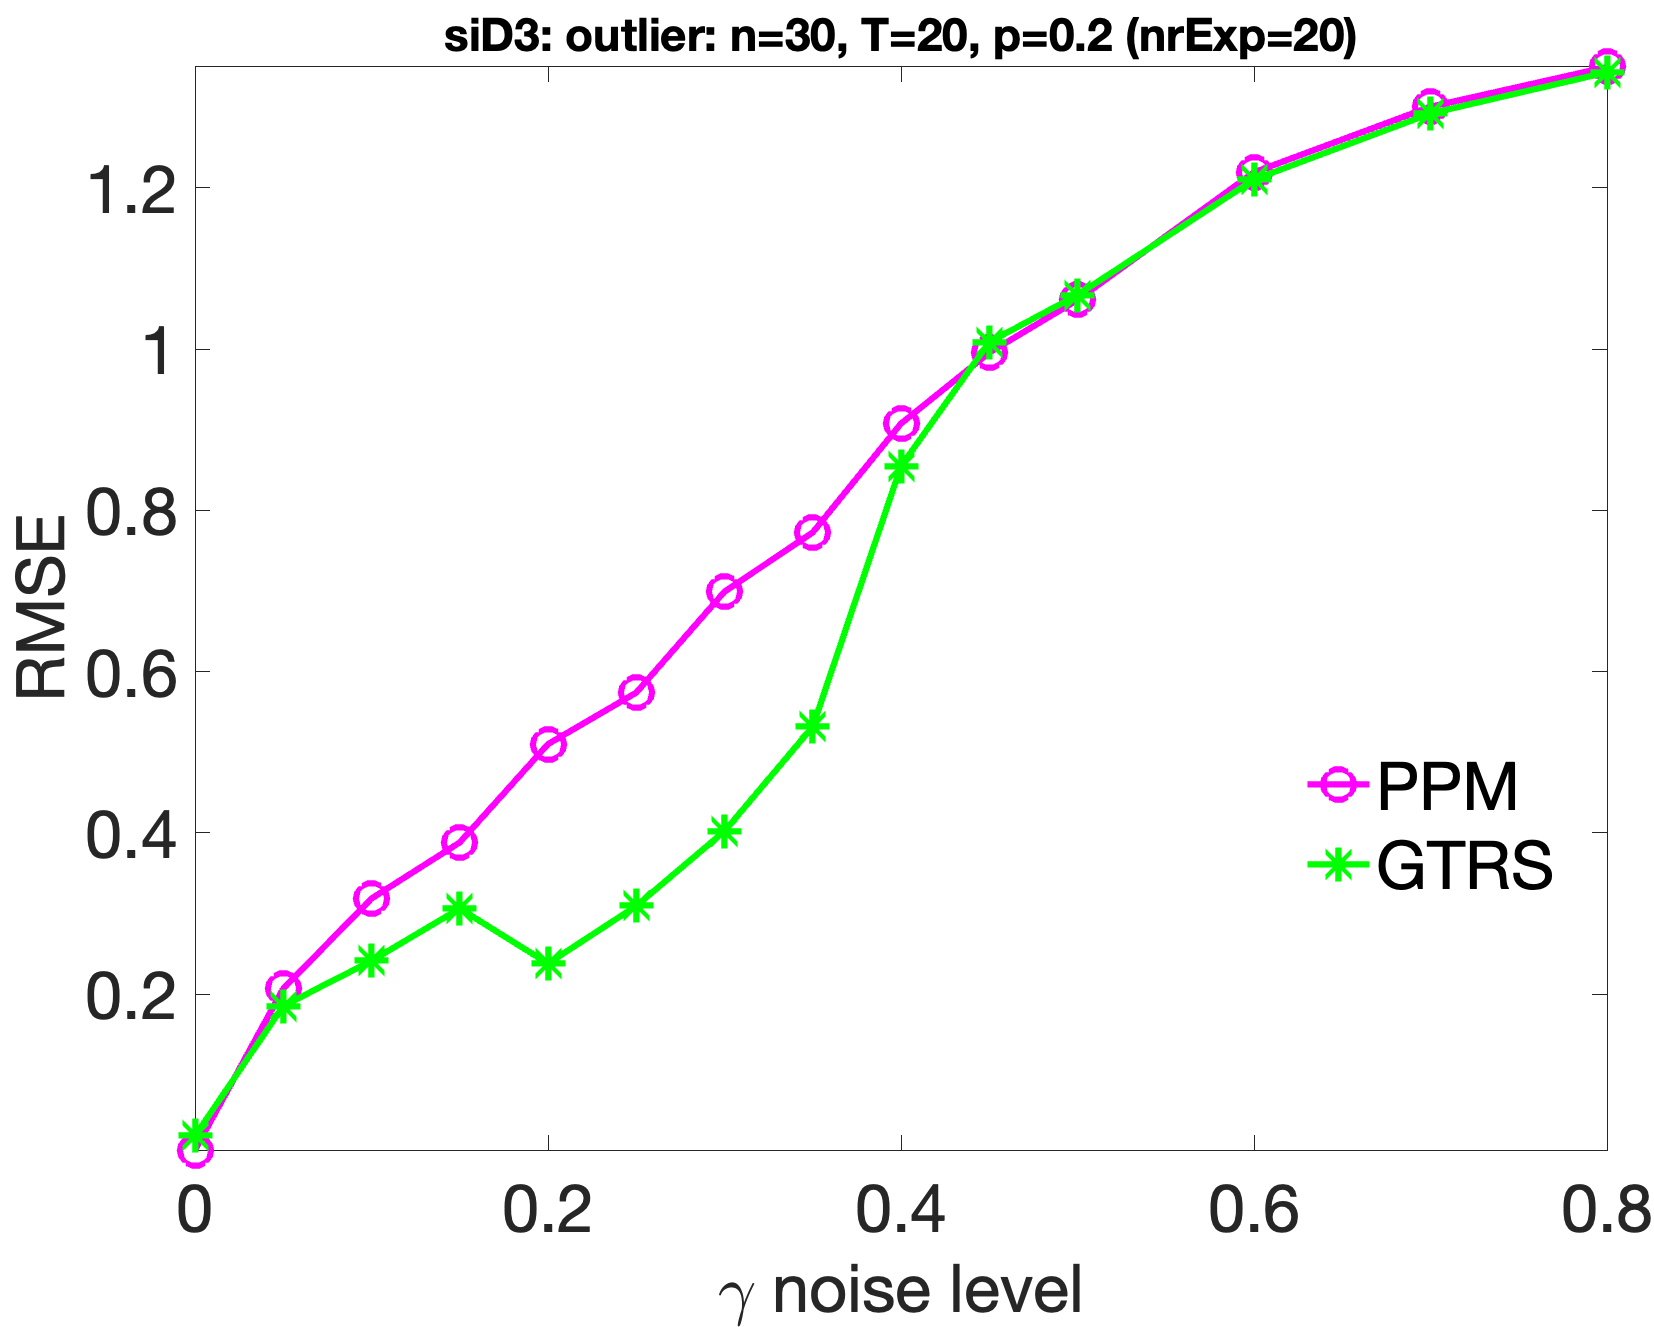 siD3: outlier: n=30, T=20, p=0.2 (nrExp=20)
1.2
1
0.8
0.6
0.4
0.2
RMSE
PPM
GTRS
0 0.2 0.4 0.6 0.8
γ noise level